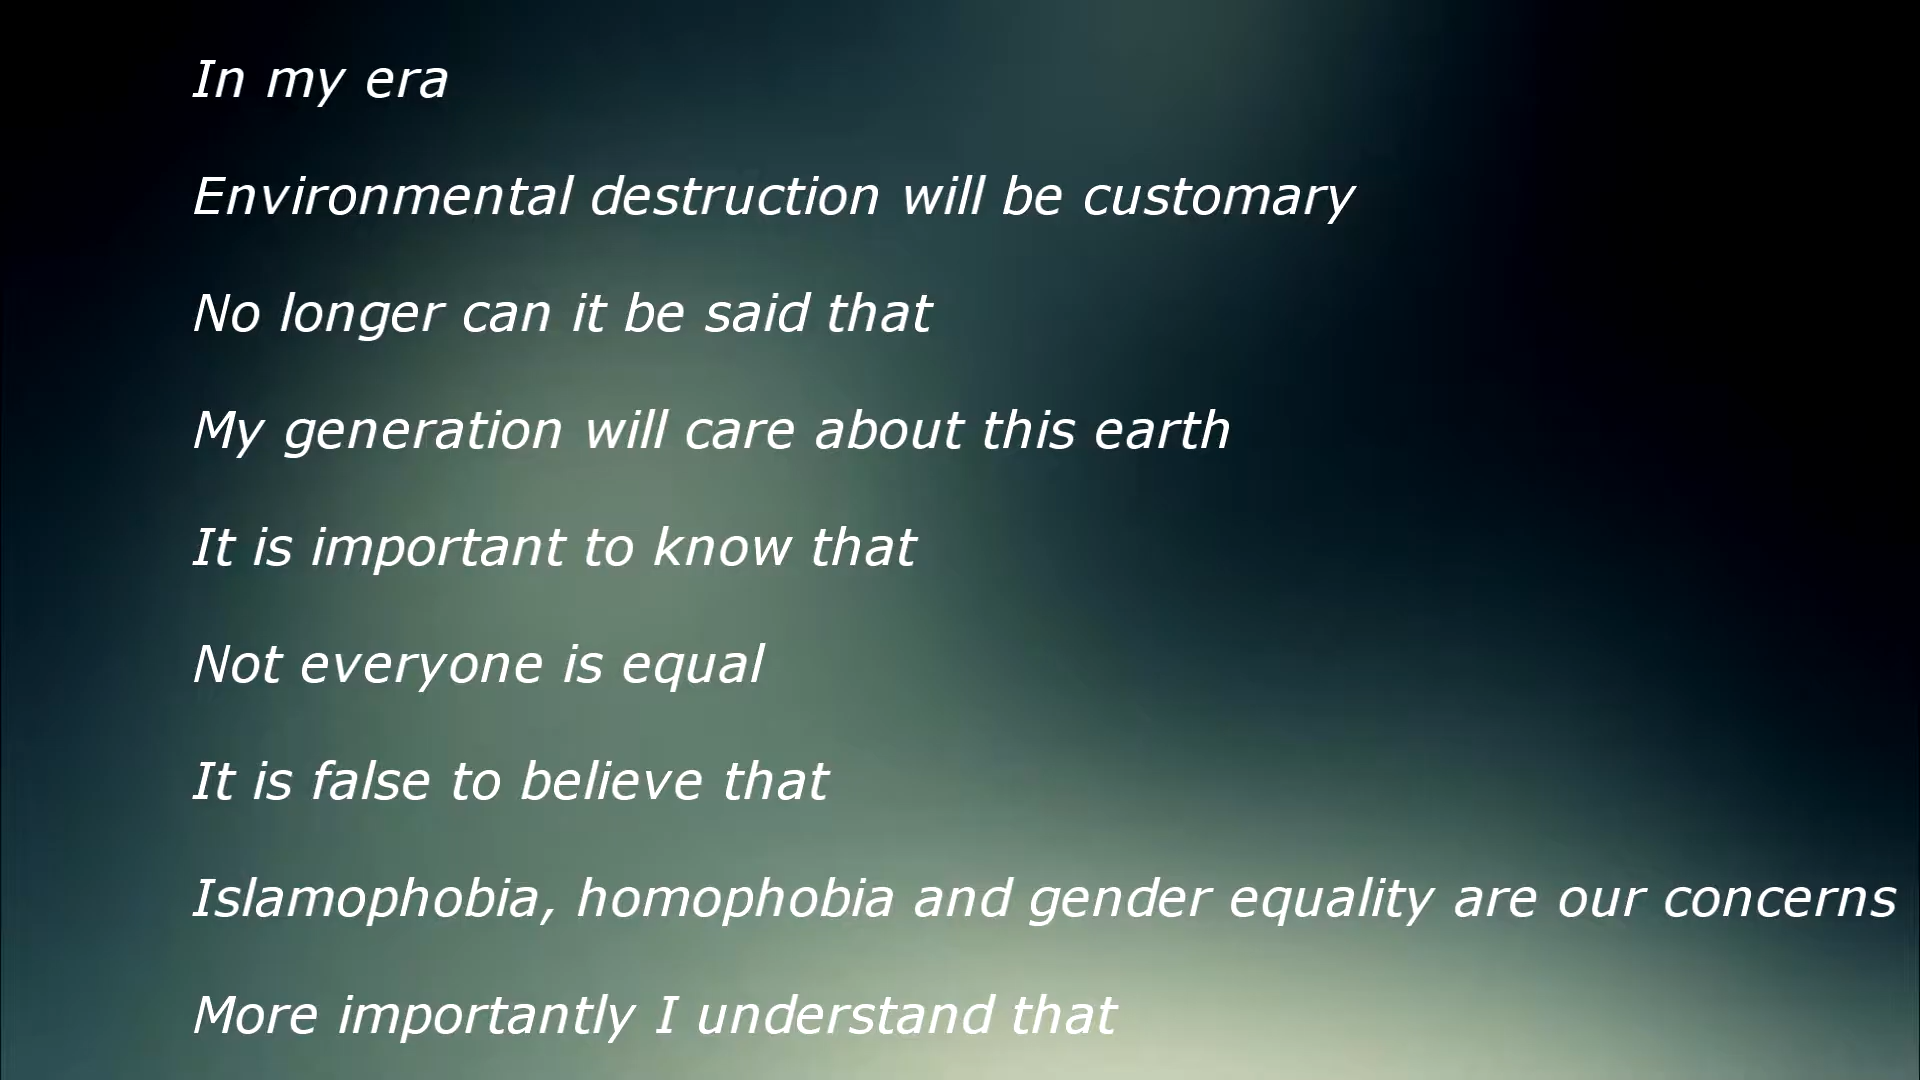 In my era
Environmental destruction will be customary
No longer can it be said that
My generation will care about this earth
It is important to know that
Not everyone is equal
It is false to believe that
Islamophobia, homophobia and gender equality are our concerns
More importantly I understand that